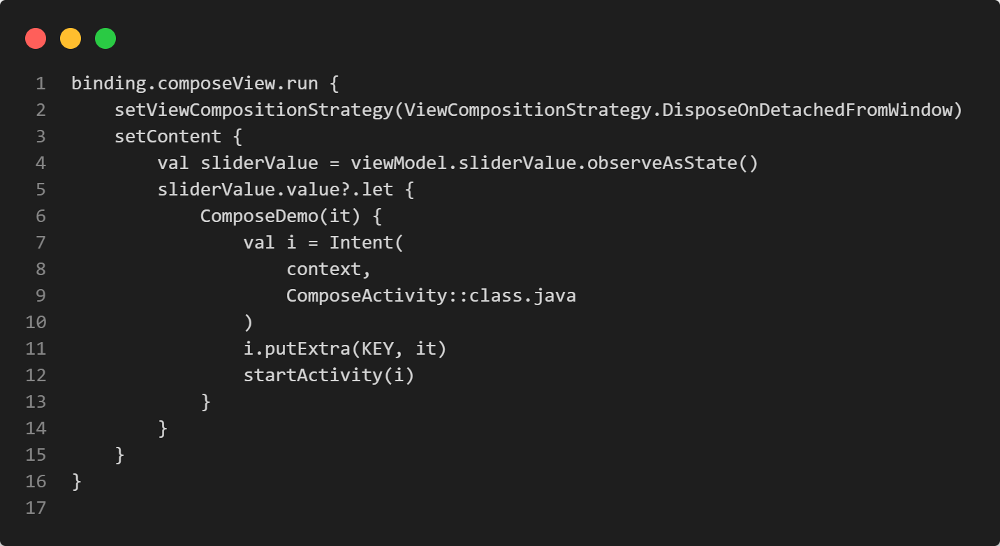 1 binding.composeView.run {
2     setViewCompositionStrategy(ViewCompositionStrategy.DisposeOnDetachedFromWindow)
3     setContent {
4         val sliderValue = viewModel.sliderValue.observeAsState()
5         sliderValue.value?.let {
6             ComposeDemo(it) {
7                 val i = Intent(
8                     context,
9                     ComposeActivity::class.java
10                 )
11                 i.putExtra(KEY, it)
12                 startActivity(i)
13             }
14         }
15     }
16 }
17